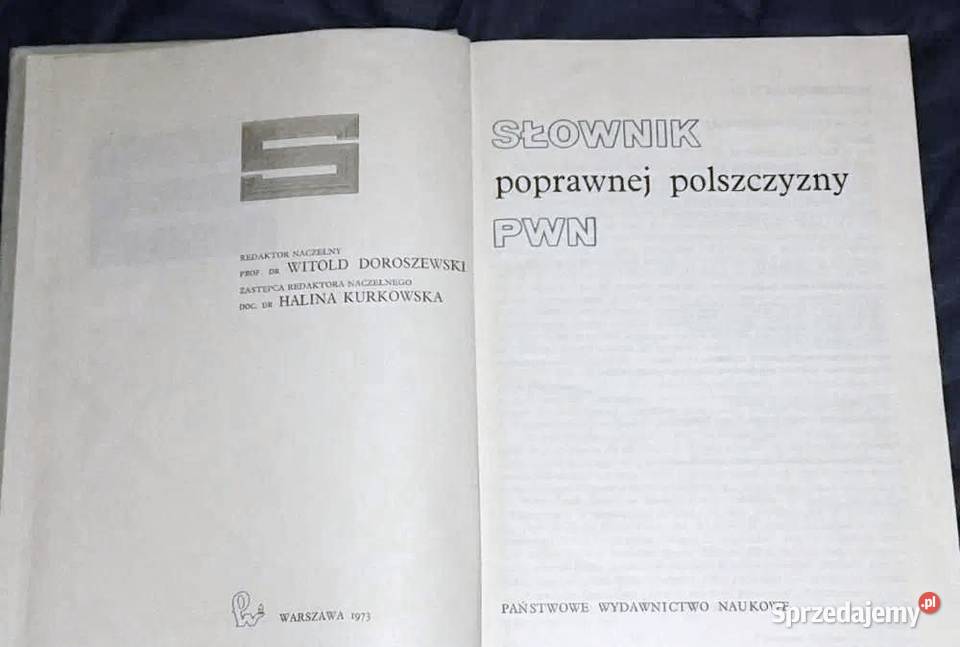 S
REDAKTOR NACZELNY
PROF. DR WITOLD DOROSZEWSKI
ZASTĘPCA REDAKTORA NACZELNEGO
DOC. DR HALINA KURKOWSKA
WARSZAWA 1973
SŁOWNIK
poprawnej polszczyzny
PWN
PAŃSTWOWE WYDAWNICTWO NAUKOWE
Sprzedajemy.pl